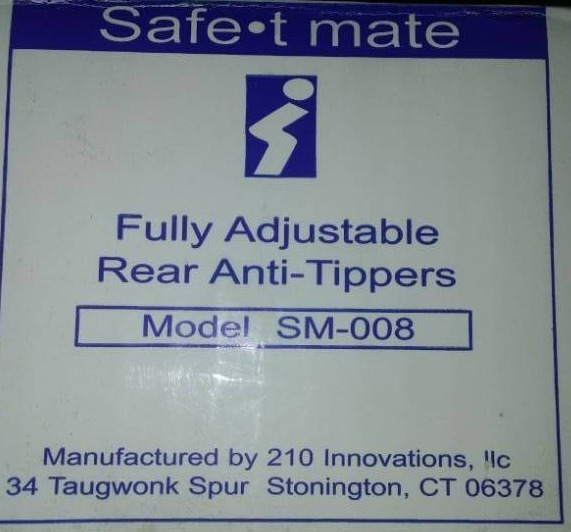 Safe•t mate
Fully Adjustable
Rear Anti-Tippers
Model SM-008
Manufactured by 210 Innovations, llc
34 Taugwonk Spur Stonington, CT 06378